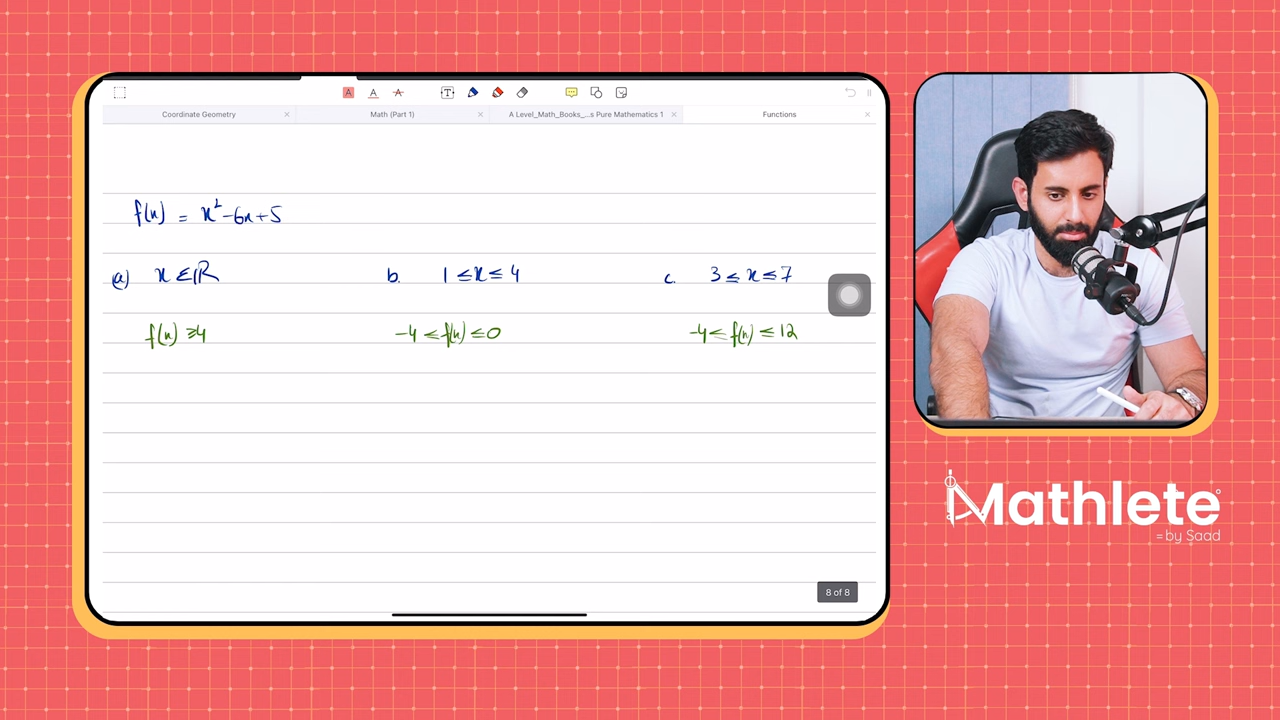 Coordinate Geometry
Math (Part 1)
A Level_Math_Books_...s Pure Mathematics 1
Functions
f(x) = x² - 6x + 5
(a) x ∈ ℝ
b. 1 ≤ x ≤ 4
c. 3 ≤ x ≤ 7
f(x) ≥ 4
-4 ≤ f(x) ≤ 0
-4 ≤ f(x) ≤ 12
8 of 8
Mathlete
= by Saad